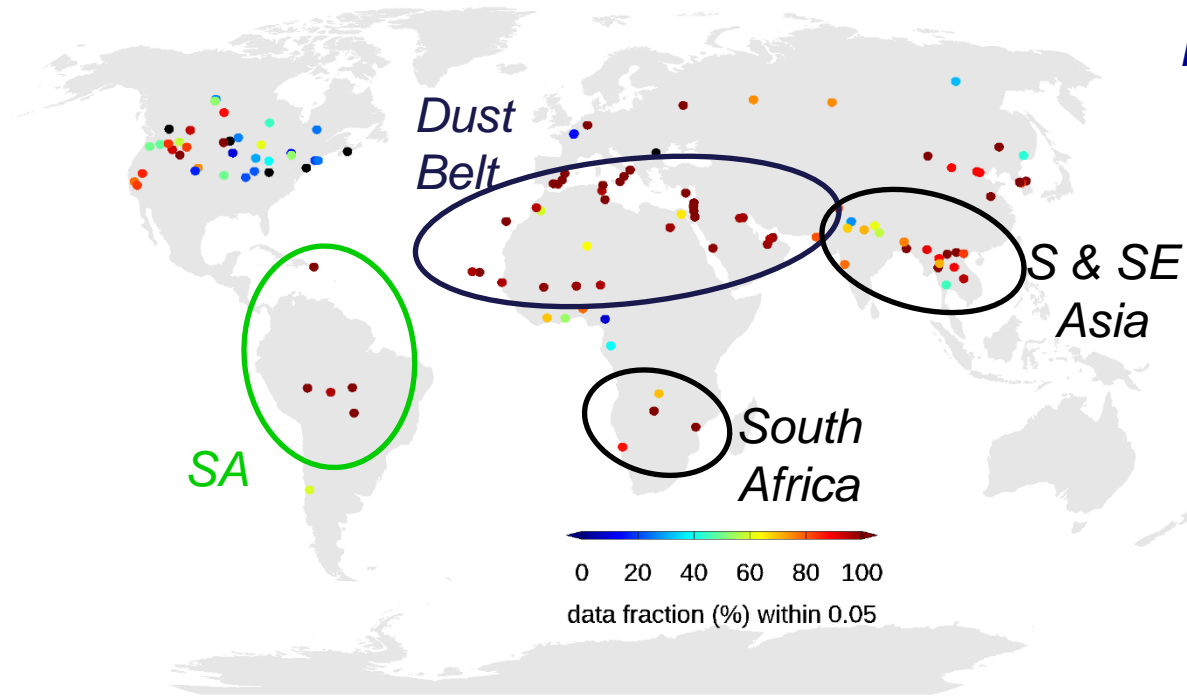 Dust
Belt
S & SE
Asia
South
Africa
SA
0 20 40 60 80 100
data fraction (%) within 0.05